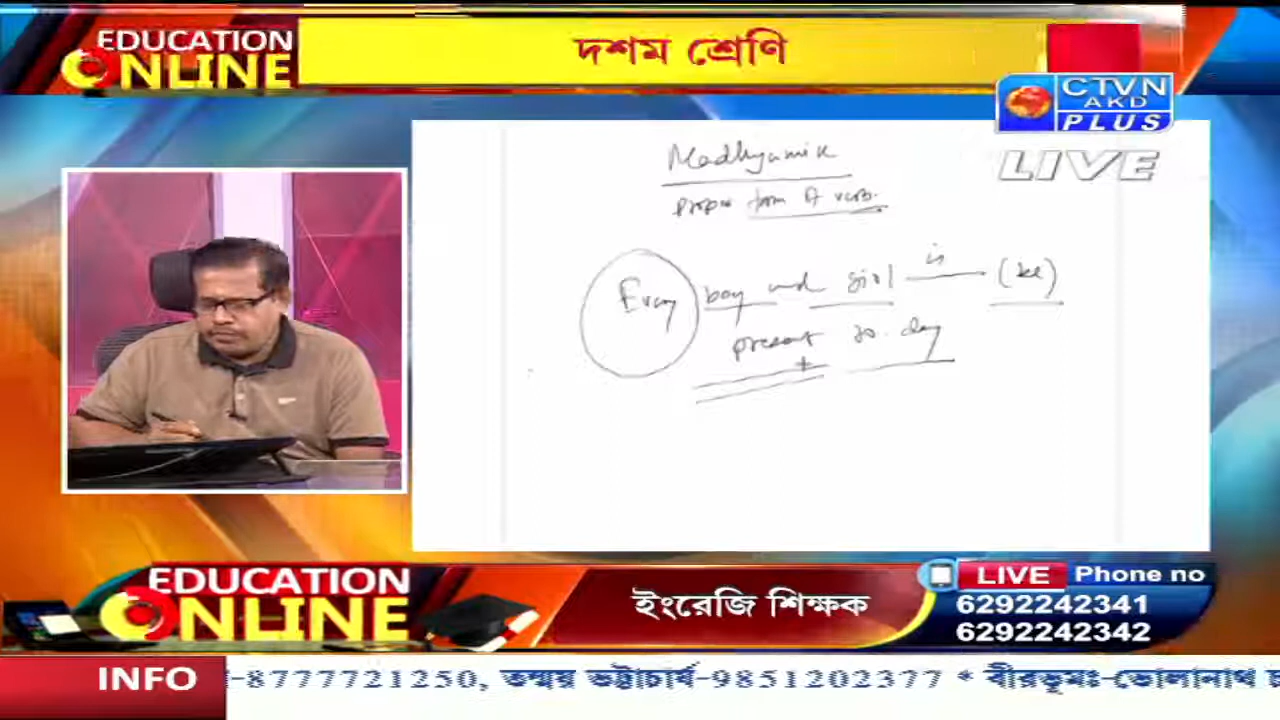 EDUCATION
ONLINE
দশম শ্রেণি
CTVN
AKD
PLUS
LIVE
Madhyamik
proper form of verb.
Every boy and girl is (be)
present to.day
EDUCATION
ONLINE
ইংরেজি শিক্ষক
LIVE Phone no
6292242341
6292242342
INFO -8777721250, তন্ময় ভট্টাচার্য-9851202377 * বীরভূমঃ-ভোলানাথ